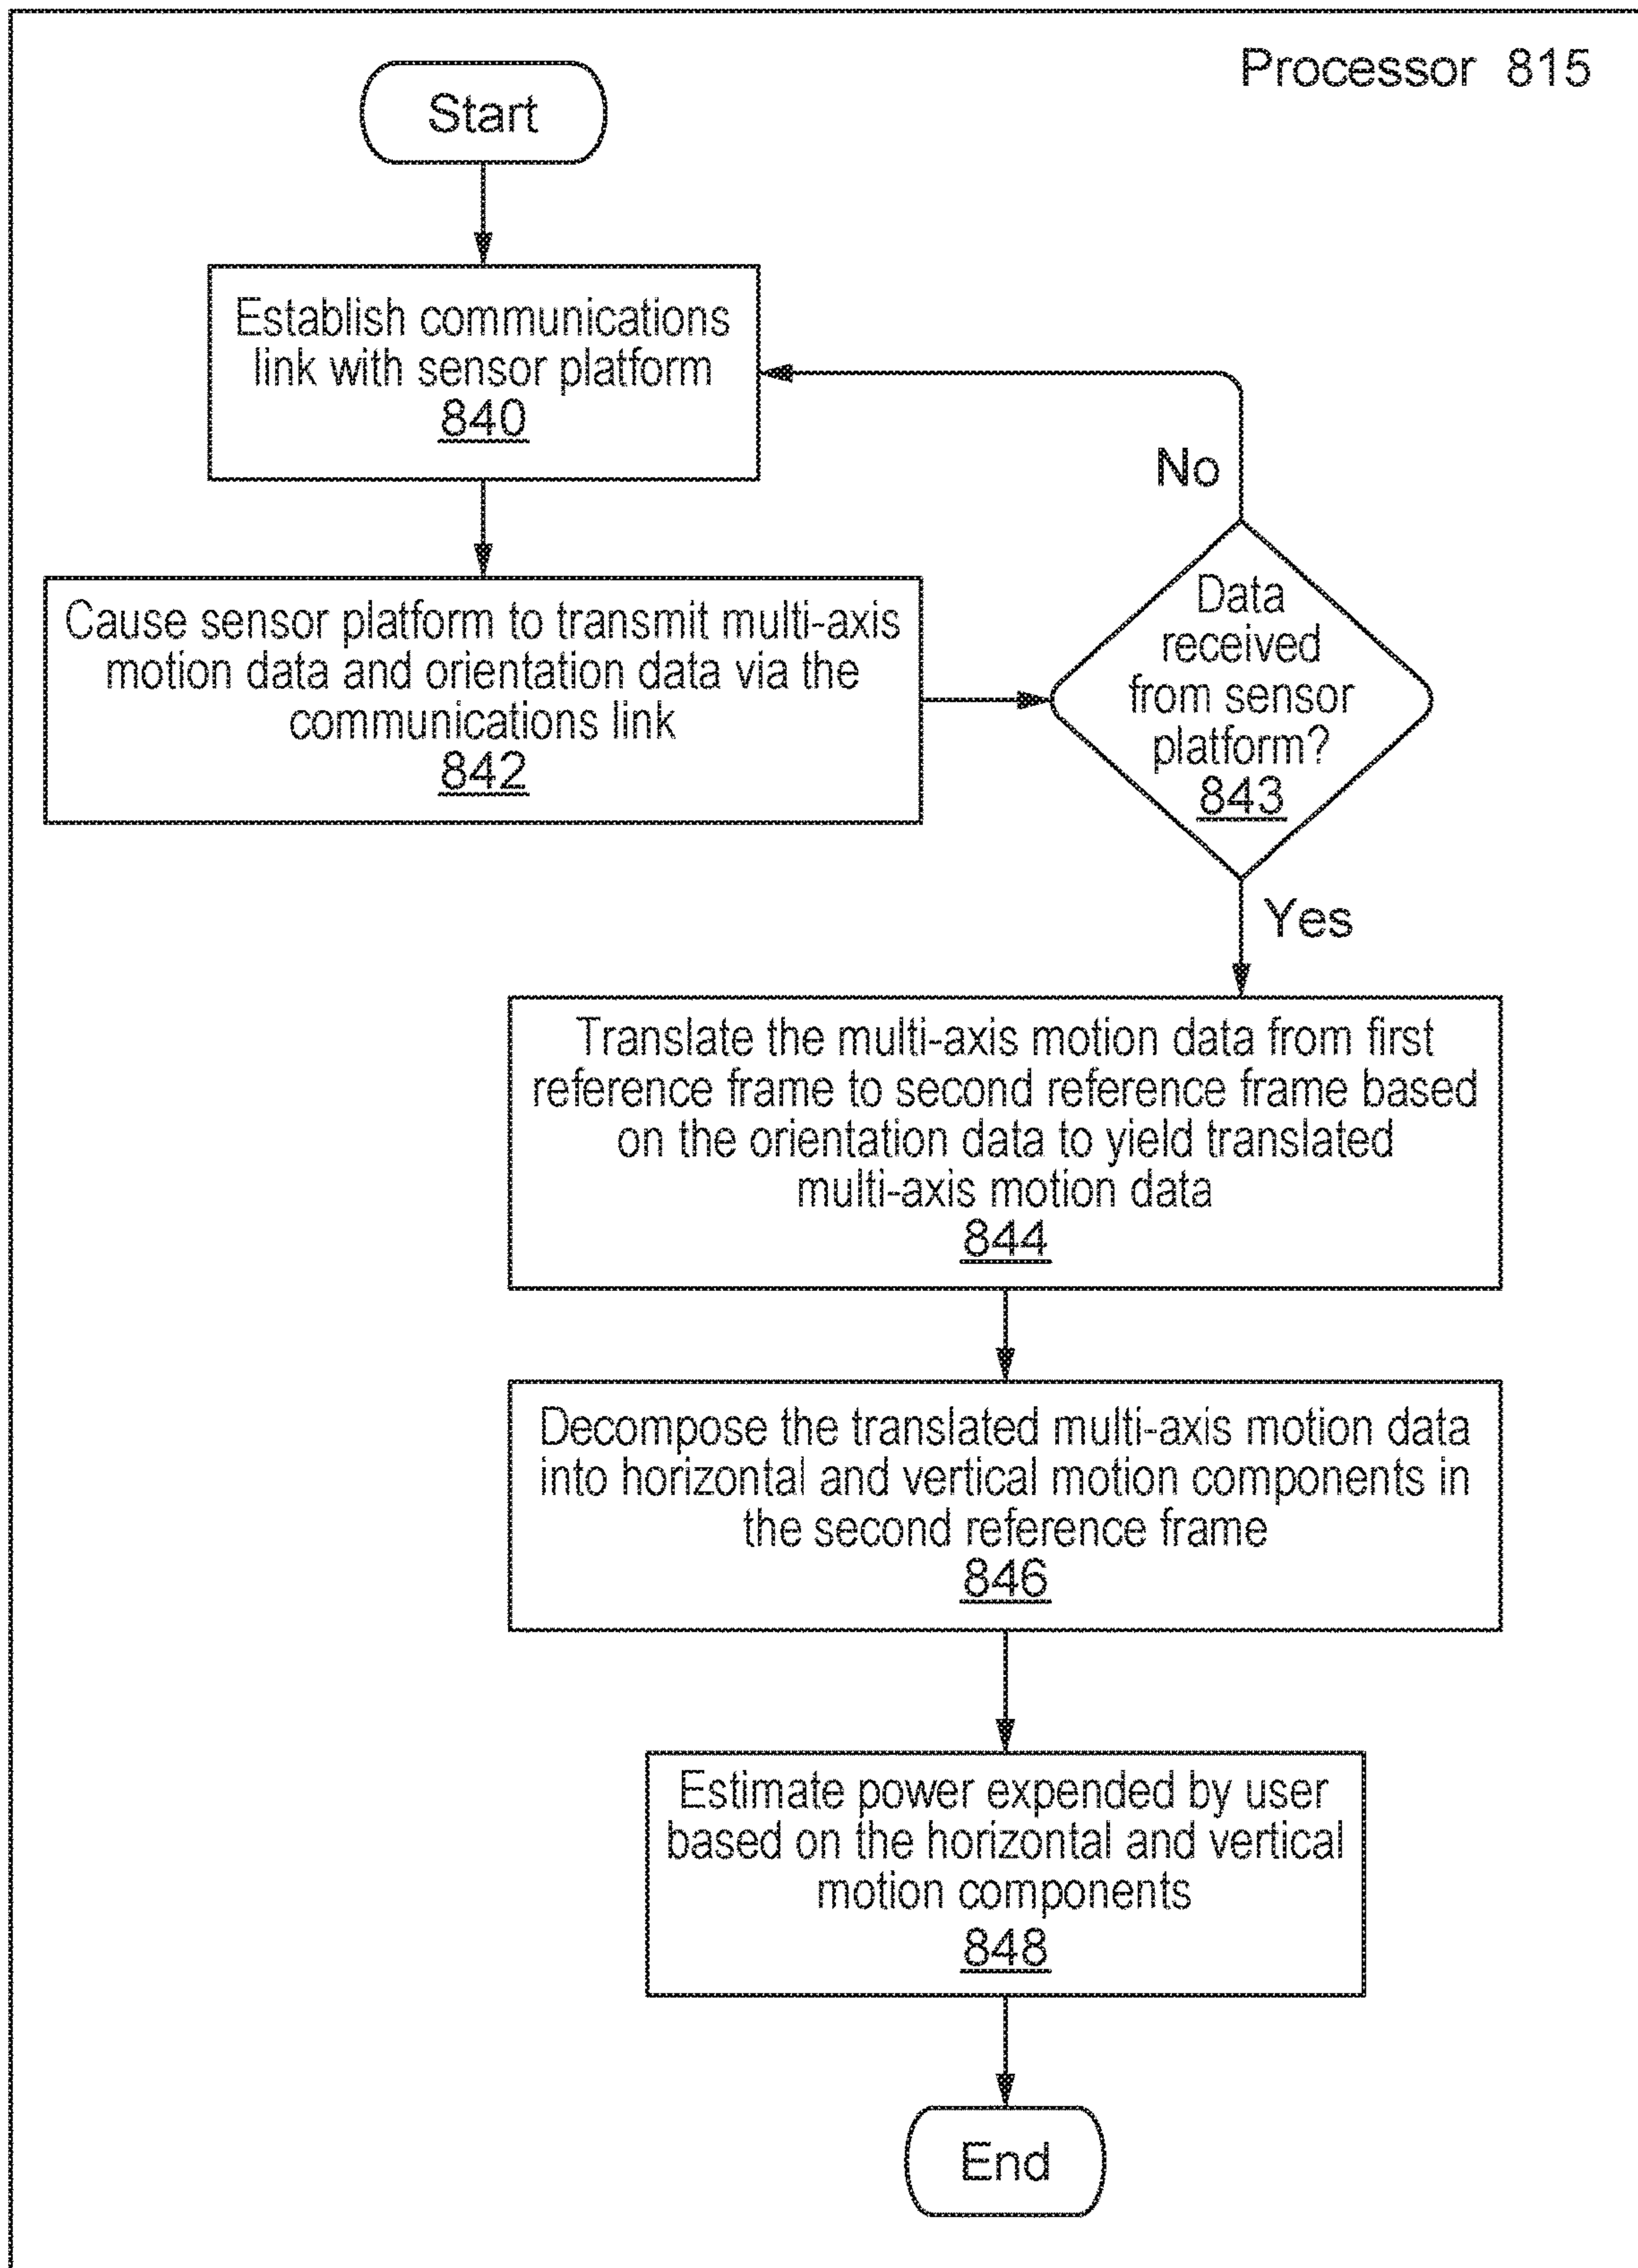 Processor 815
Start
Establish communications
link with sensor platform
840
No
Cause sensor platform to transmit multi-axis
motion data and orientation data via the
communications link
842
Data
received
from sensor
platform?
843
Yes
Translate the multi-axis motion data from first
reference frame to second reference frame based
on the orientation data to yield translated
multi-axis motion data
844
Decompose the translated multi-axis motion data
into horizontal and vertical motion components in
the second reference frame
846
Estimate power expended by user
based on the horizontal and vertical
motion components
848
End